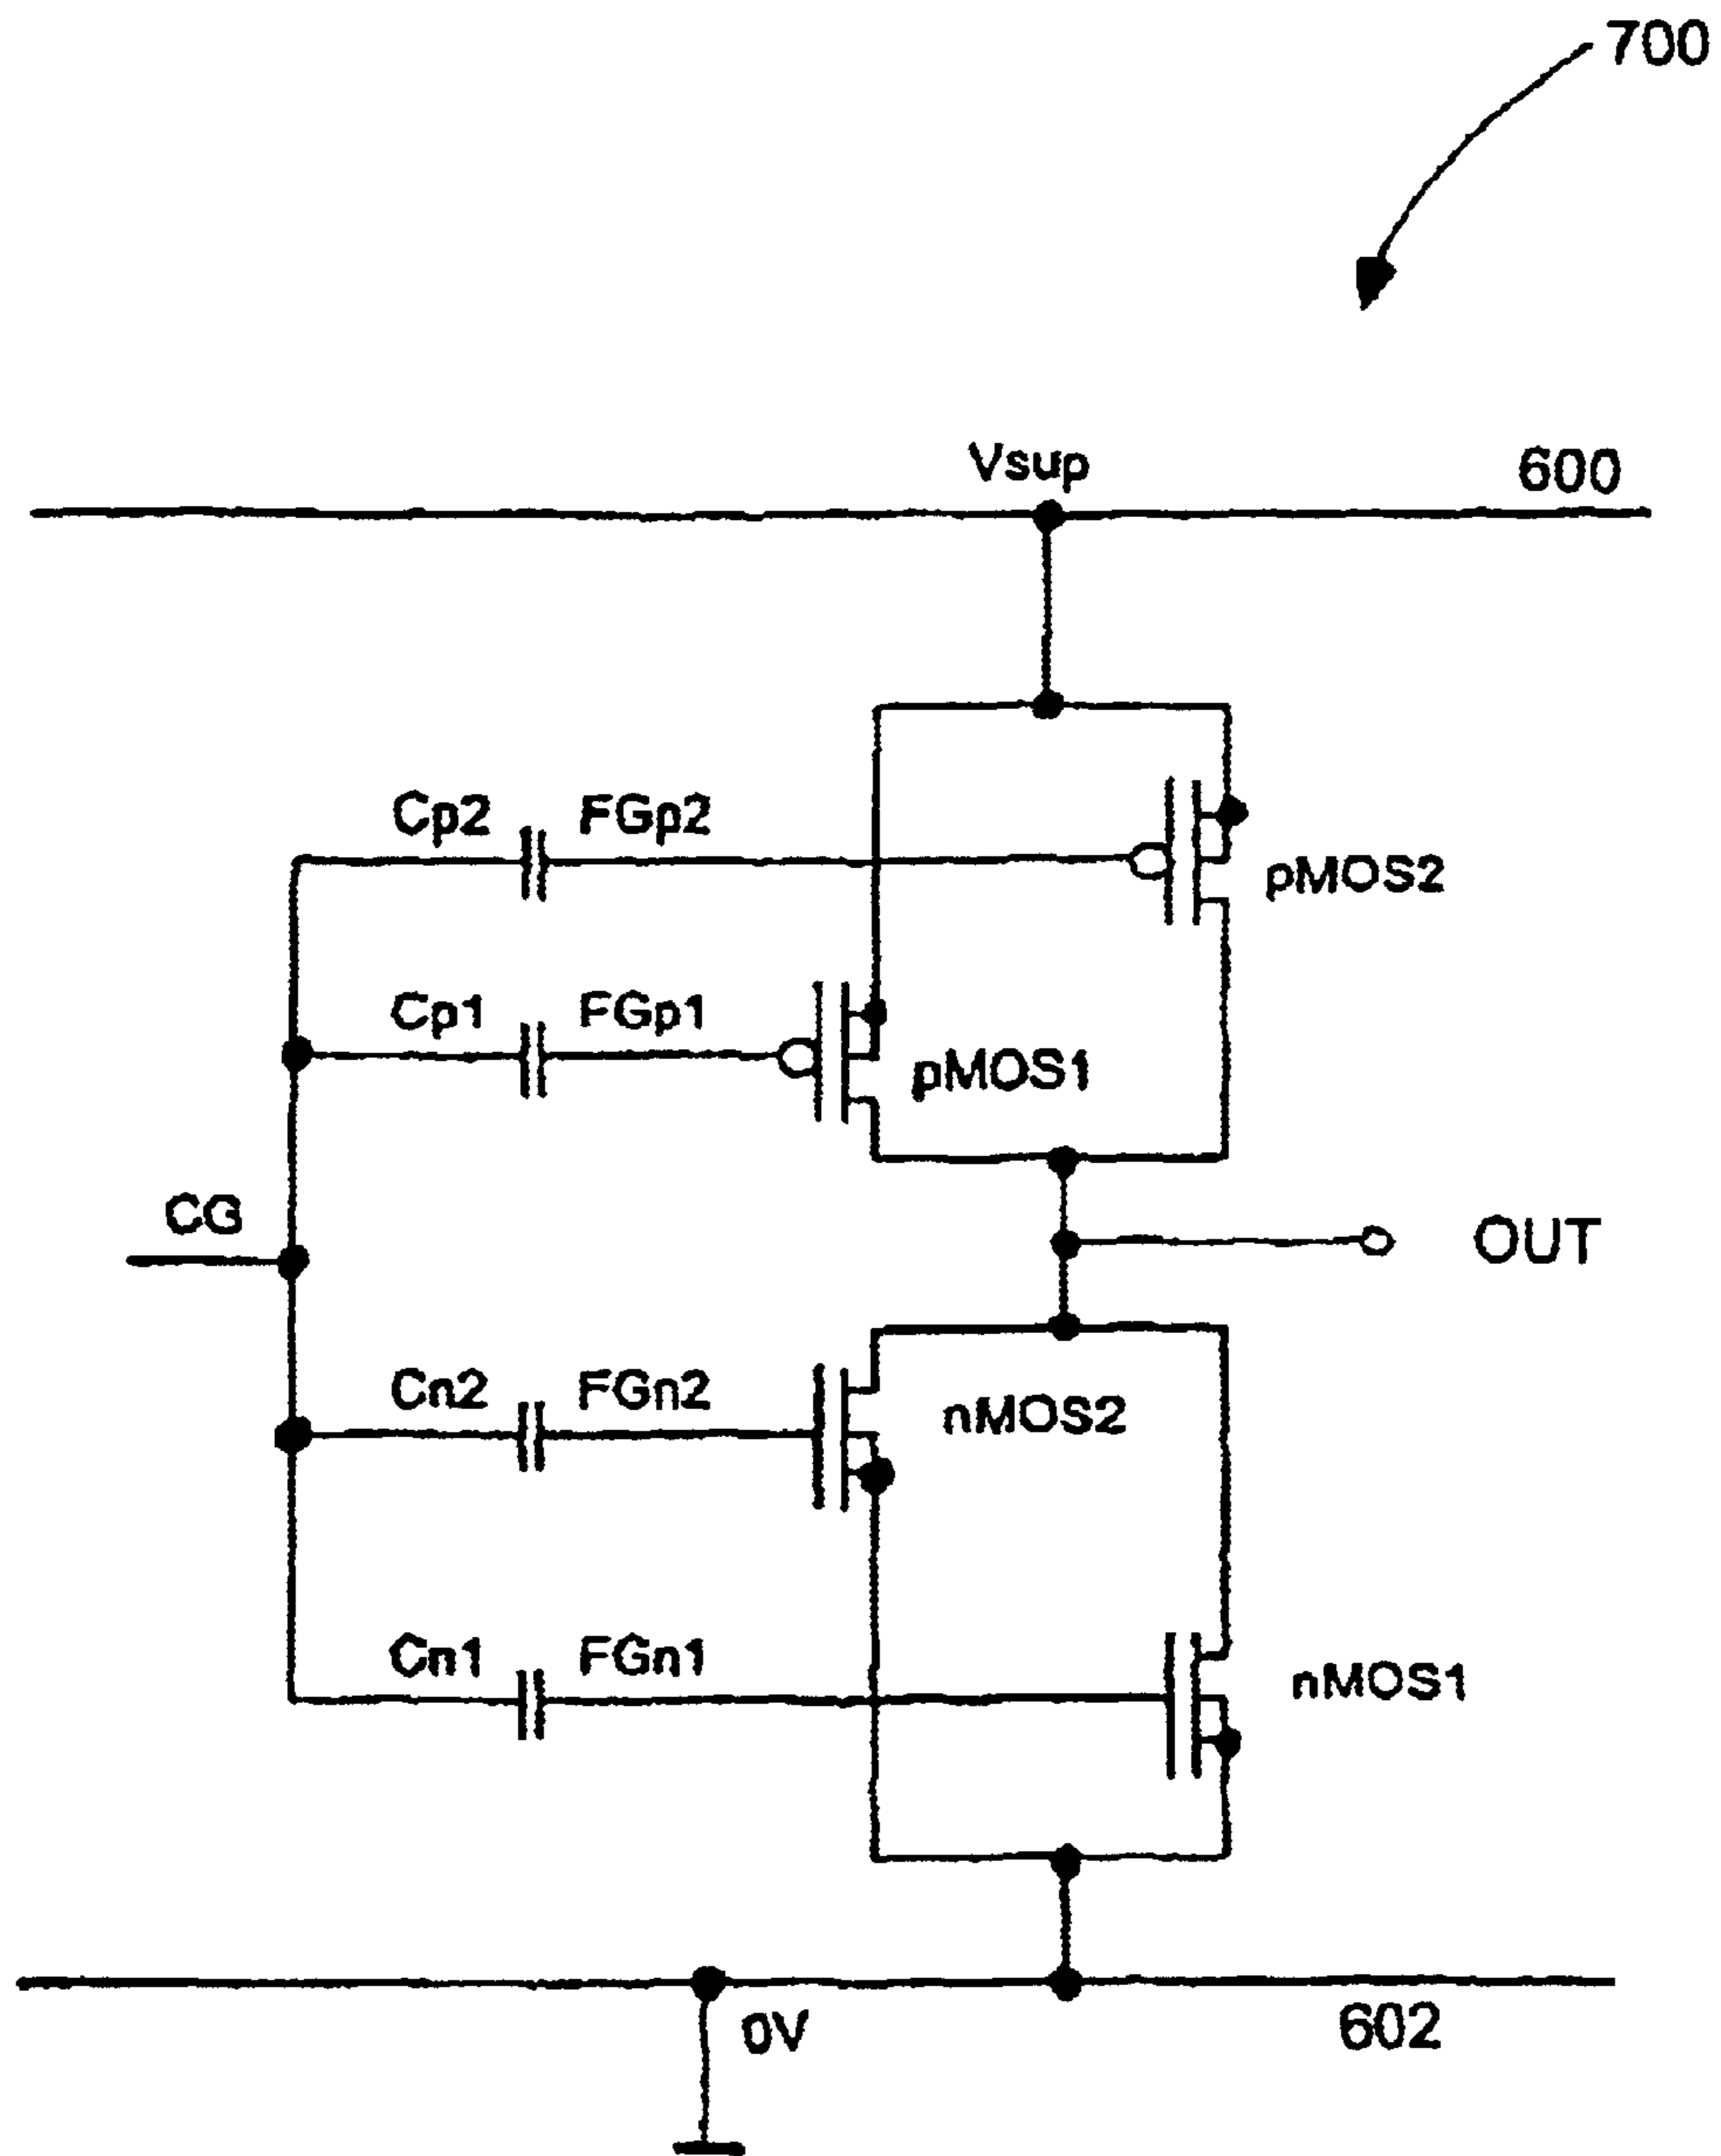 700
Vsup
600
Cp2
FGp2
pMOS2
Cp1
FGp1
pMOS1
CG
OUT
Cn2
FGn2
nMOS2
Cn1
FGn1
nMOS1
0V
602